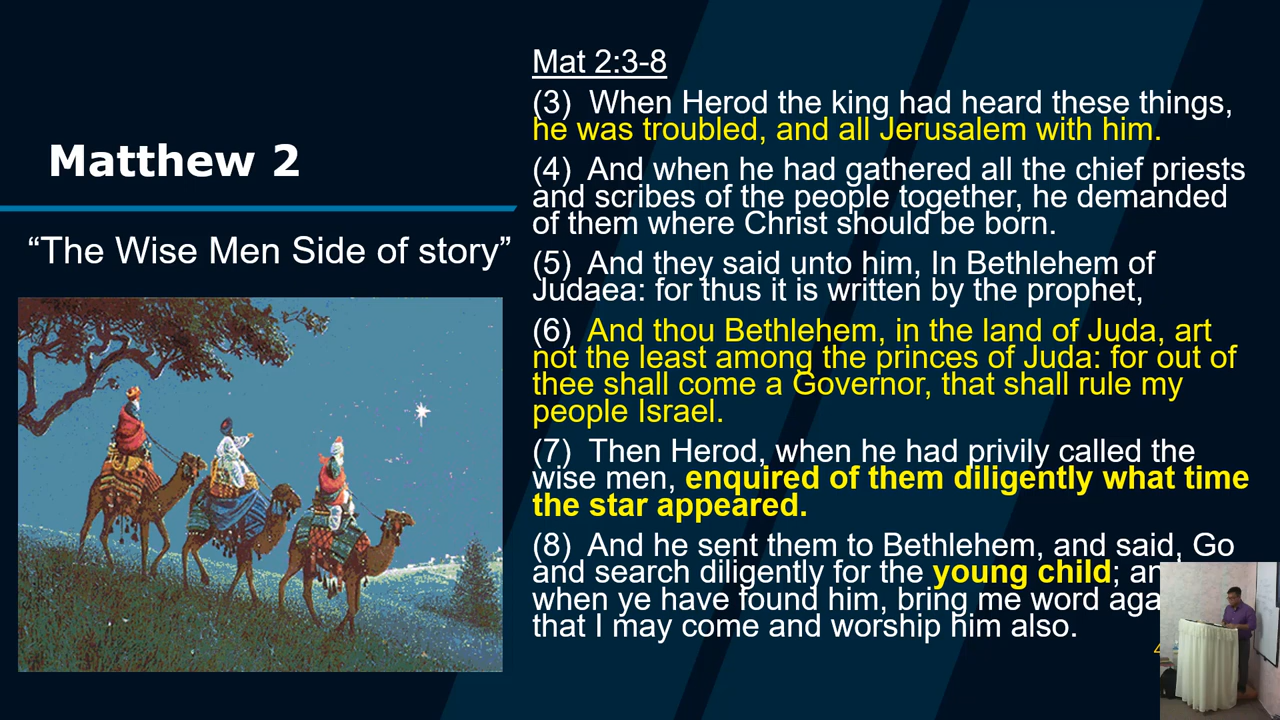 Matthew 2
“The Wise Men Side of story”
Mat 2:3-8
(3) When Herod the king had heard these things,
he was troubled, and all Jerusalem with him.
(4) And when he had gathered all the chief priests
and scribes of the people together, he demanded
of them where Christ should be born.
(5) And they said unto him, In Bethlehem of
Judaea: for thus it is written by the prophet,
(6) And thou Bethlehem, in the land of Juda, art
not the least among the princes of Juda: for out of
thee shall come a Governor, that shall rule my
people Israel.
(7) Then Herod, when he had privily called the
wise men, enquired of them diligently what time
the star appeared.
(8) And he sent them to Bethlehem, and said, Go
and search diligently for the young child; and
when ye have found him, bring me word
that I may come and worship him also.